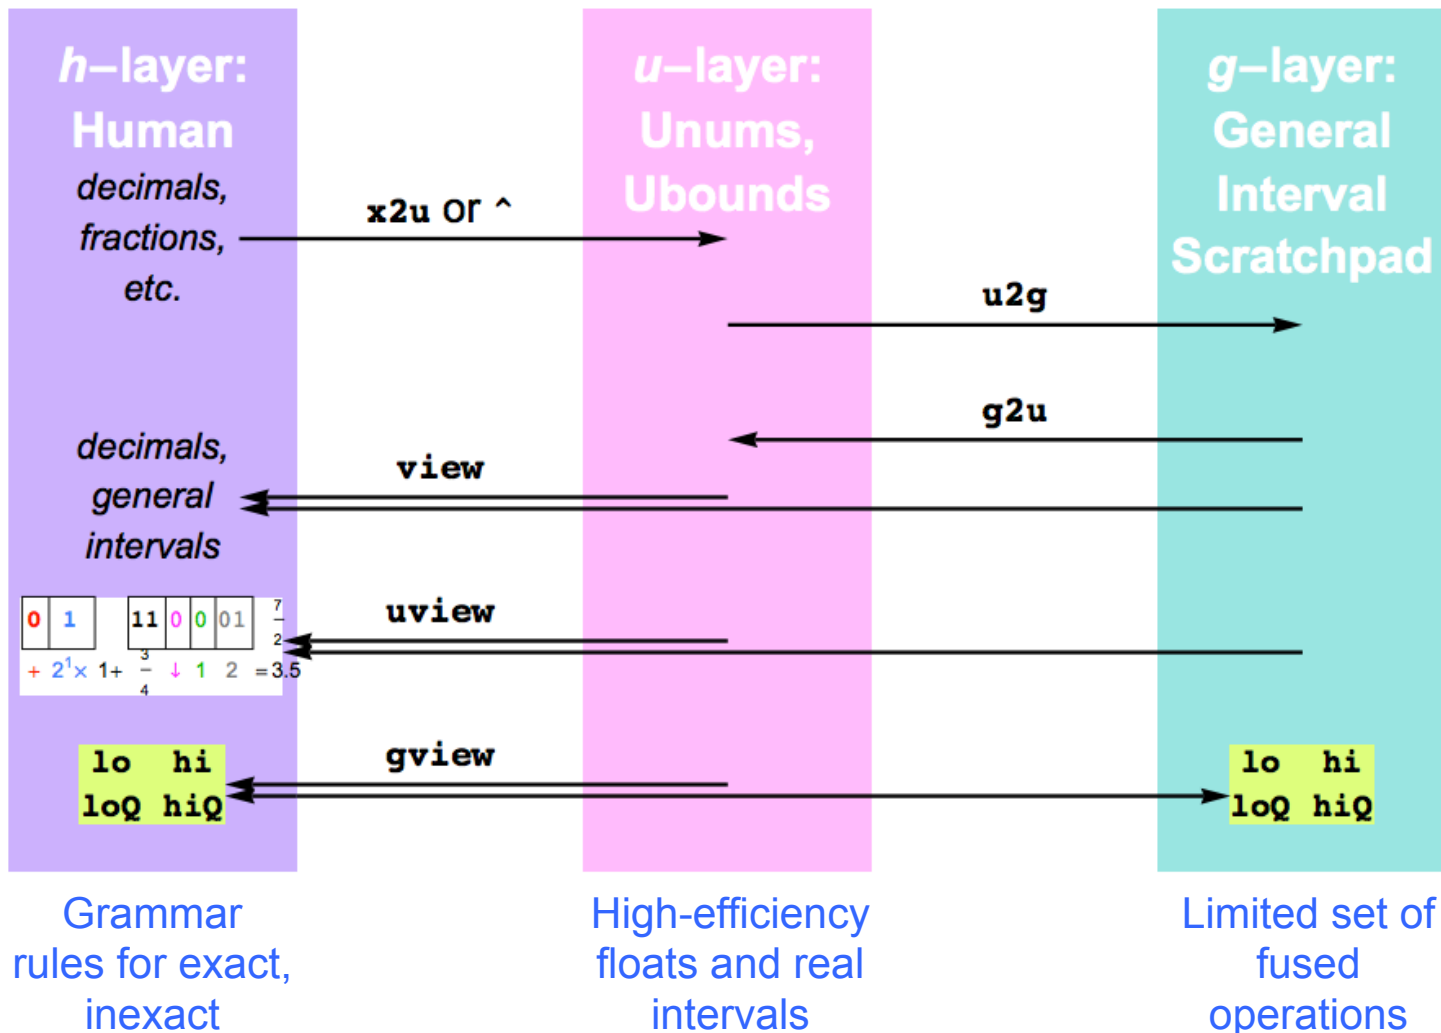 h–layer:
Human
decimals,
fractions,
etc.
u–layer:
Unums,
Ubounds
g–layer:
General
Interval
Scratchpad
x2u or ^
u2g
g2u
decimals,
general
intervals
view
uview
0 1 11 0 0 01 7/2
+ 2¹× 1+ 3/4 ↓ 1 2 =3.5
gview
lo hi
loQ hiQ
lo hi
loQ hiQ
Grammar
rules for exact,
inexact
High-efficiency
floats and real
intervals
Limited set of
fused
operations